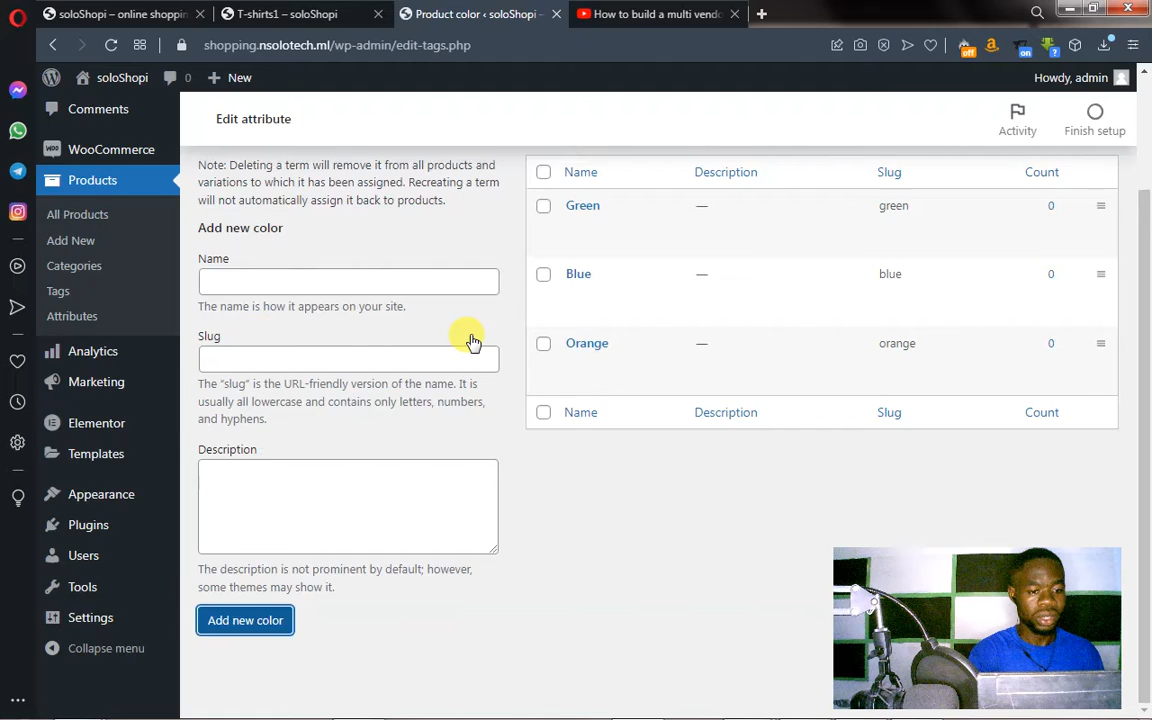 soloShopi – online shoppin
T-shirts1 – soloShopi
Product color ‹ soloShopi –
How to build a multi vendo
shopping.nsolotech.ml/wp-admin/edit-tags.php
off
on
?
soloShopi
0
New
Howdy, admin
Comments
WooCommerce
Products
All Products
Add New
Categories
Tags
Attributes
Analytics
Marketing
Elementor
Templates
Appearance
Plugins
Users
Tools
Settings
Collapse menu
Edit attribute
Activity
Finish setup
Note: Deleting a term will remove it from all products and
variations to which it has been assigned. Recreating a term
will not automatically assign it back to products.
Add new color
Name
The name is how it appears on your site.
Slug
The “slug” is the URL-friendly version of the name. It is
usually all lowercase and contains only letters, numbers,
and hyphens.
Description
The description is not prominent by default; however,
some themes may show it.
Add new color
Name Description Slug Count
Green — green 0
Blue — blue 0
Orange — orange 0
Name Description Slug Count